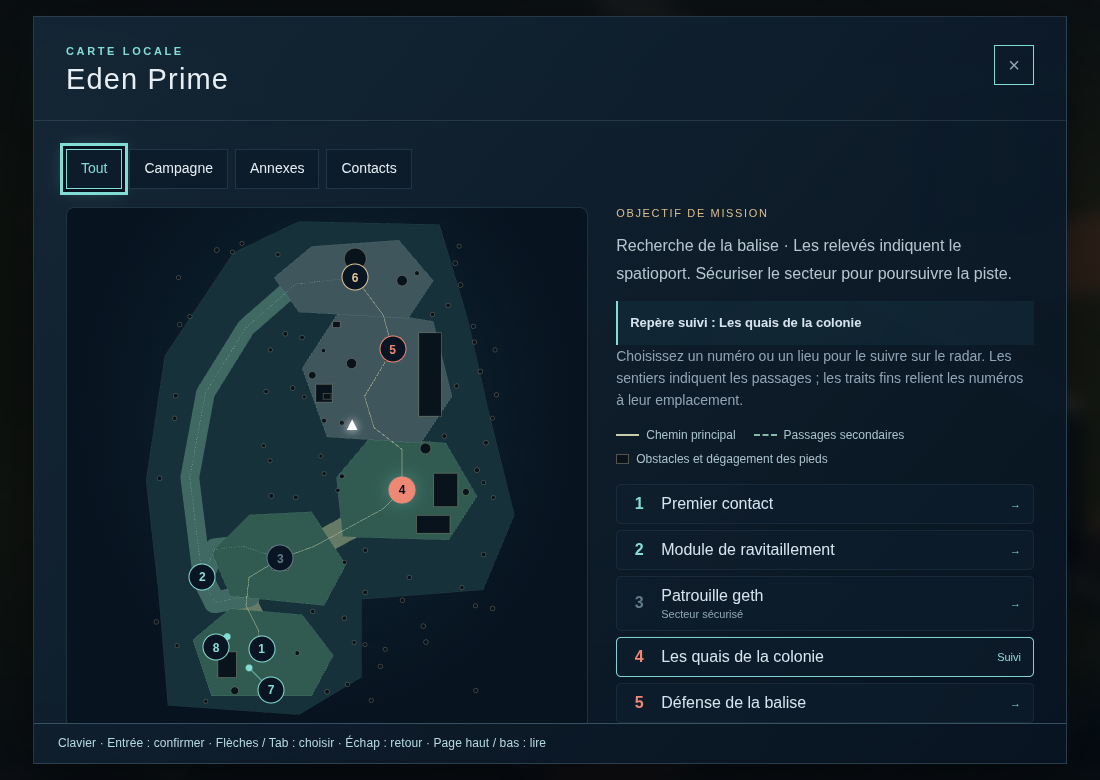 CARTE LOCALE
Eden Prime
×
Tout
Campagne
Annexes
Contacts
6
5
4
3
2
8
1
7
OBJECTIF DE MISSION
Recherche de la balise · Les relevés indiquent le
spatioport. Sécuriser le secteur pour poursuivre la piste.
Repère suivi : Les quais de la colonie
Choisissez un numéro ou un lieu pour le suivre sur le radar. Les
sentiers indiquent les passages ; les traits fins relient les numéros
à leur emplacement.
Chemin principal
Passages secondaires
Obstacles et dégagement des pieds
1 Premier contact →
2 Module de ravitaillement →
3 Patrouille geth →
Secteur sécurisé
4 Les quais de la colonie Suivi
5 Défense de la balise →
Clavier · Entrée : confirmer · Flèches / Tab : choisir · Échap : retour · Page haut / bas : lire